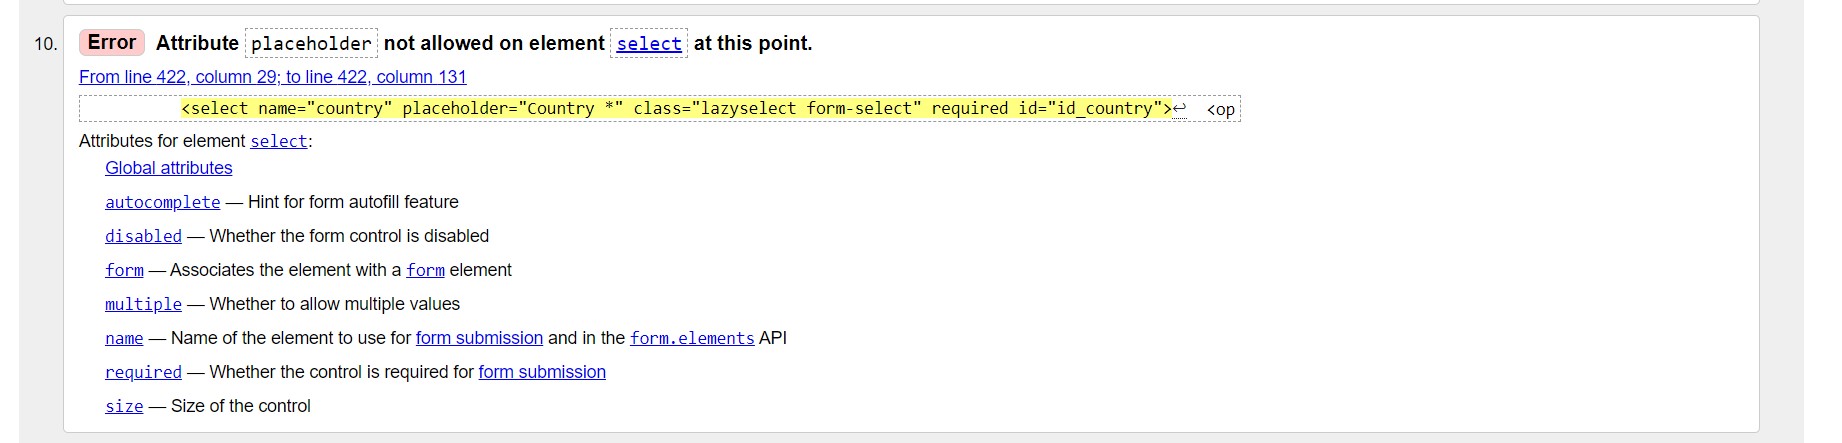 10. Error Attribute placeholder not allowed on element select at this point.
From line 422, column 29; to line 422, column 131
<select name="country" placeholder="Country *" class="lazyselect form-select" required id="id_country">↩ <op
Attributes for element select:
Global attributes
autocomplete — Hint for form autofill feature
disabled — Whether the form control is disabled
form — Associates the element with a form element
multiple — Whether to allow multiple values
name — Name of the element to use for form submission and in the form.elements API
required — Whether the control is required for form submission
size — Size of the control